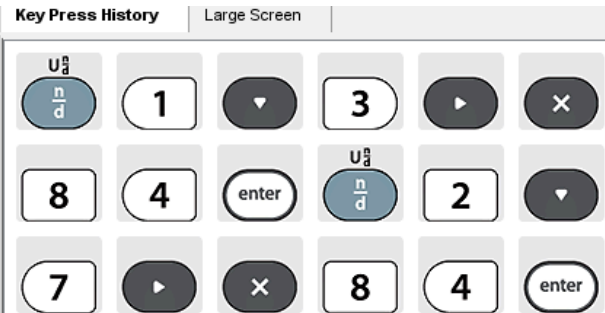 Key Press History Large Screen
U n/d
n/d 1 ▼ 3 ▶ ×
U n/d
8 4 enter n/d 2 ▼
7 ▶ × 8 4 enter